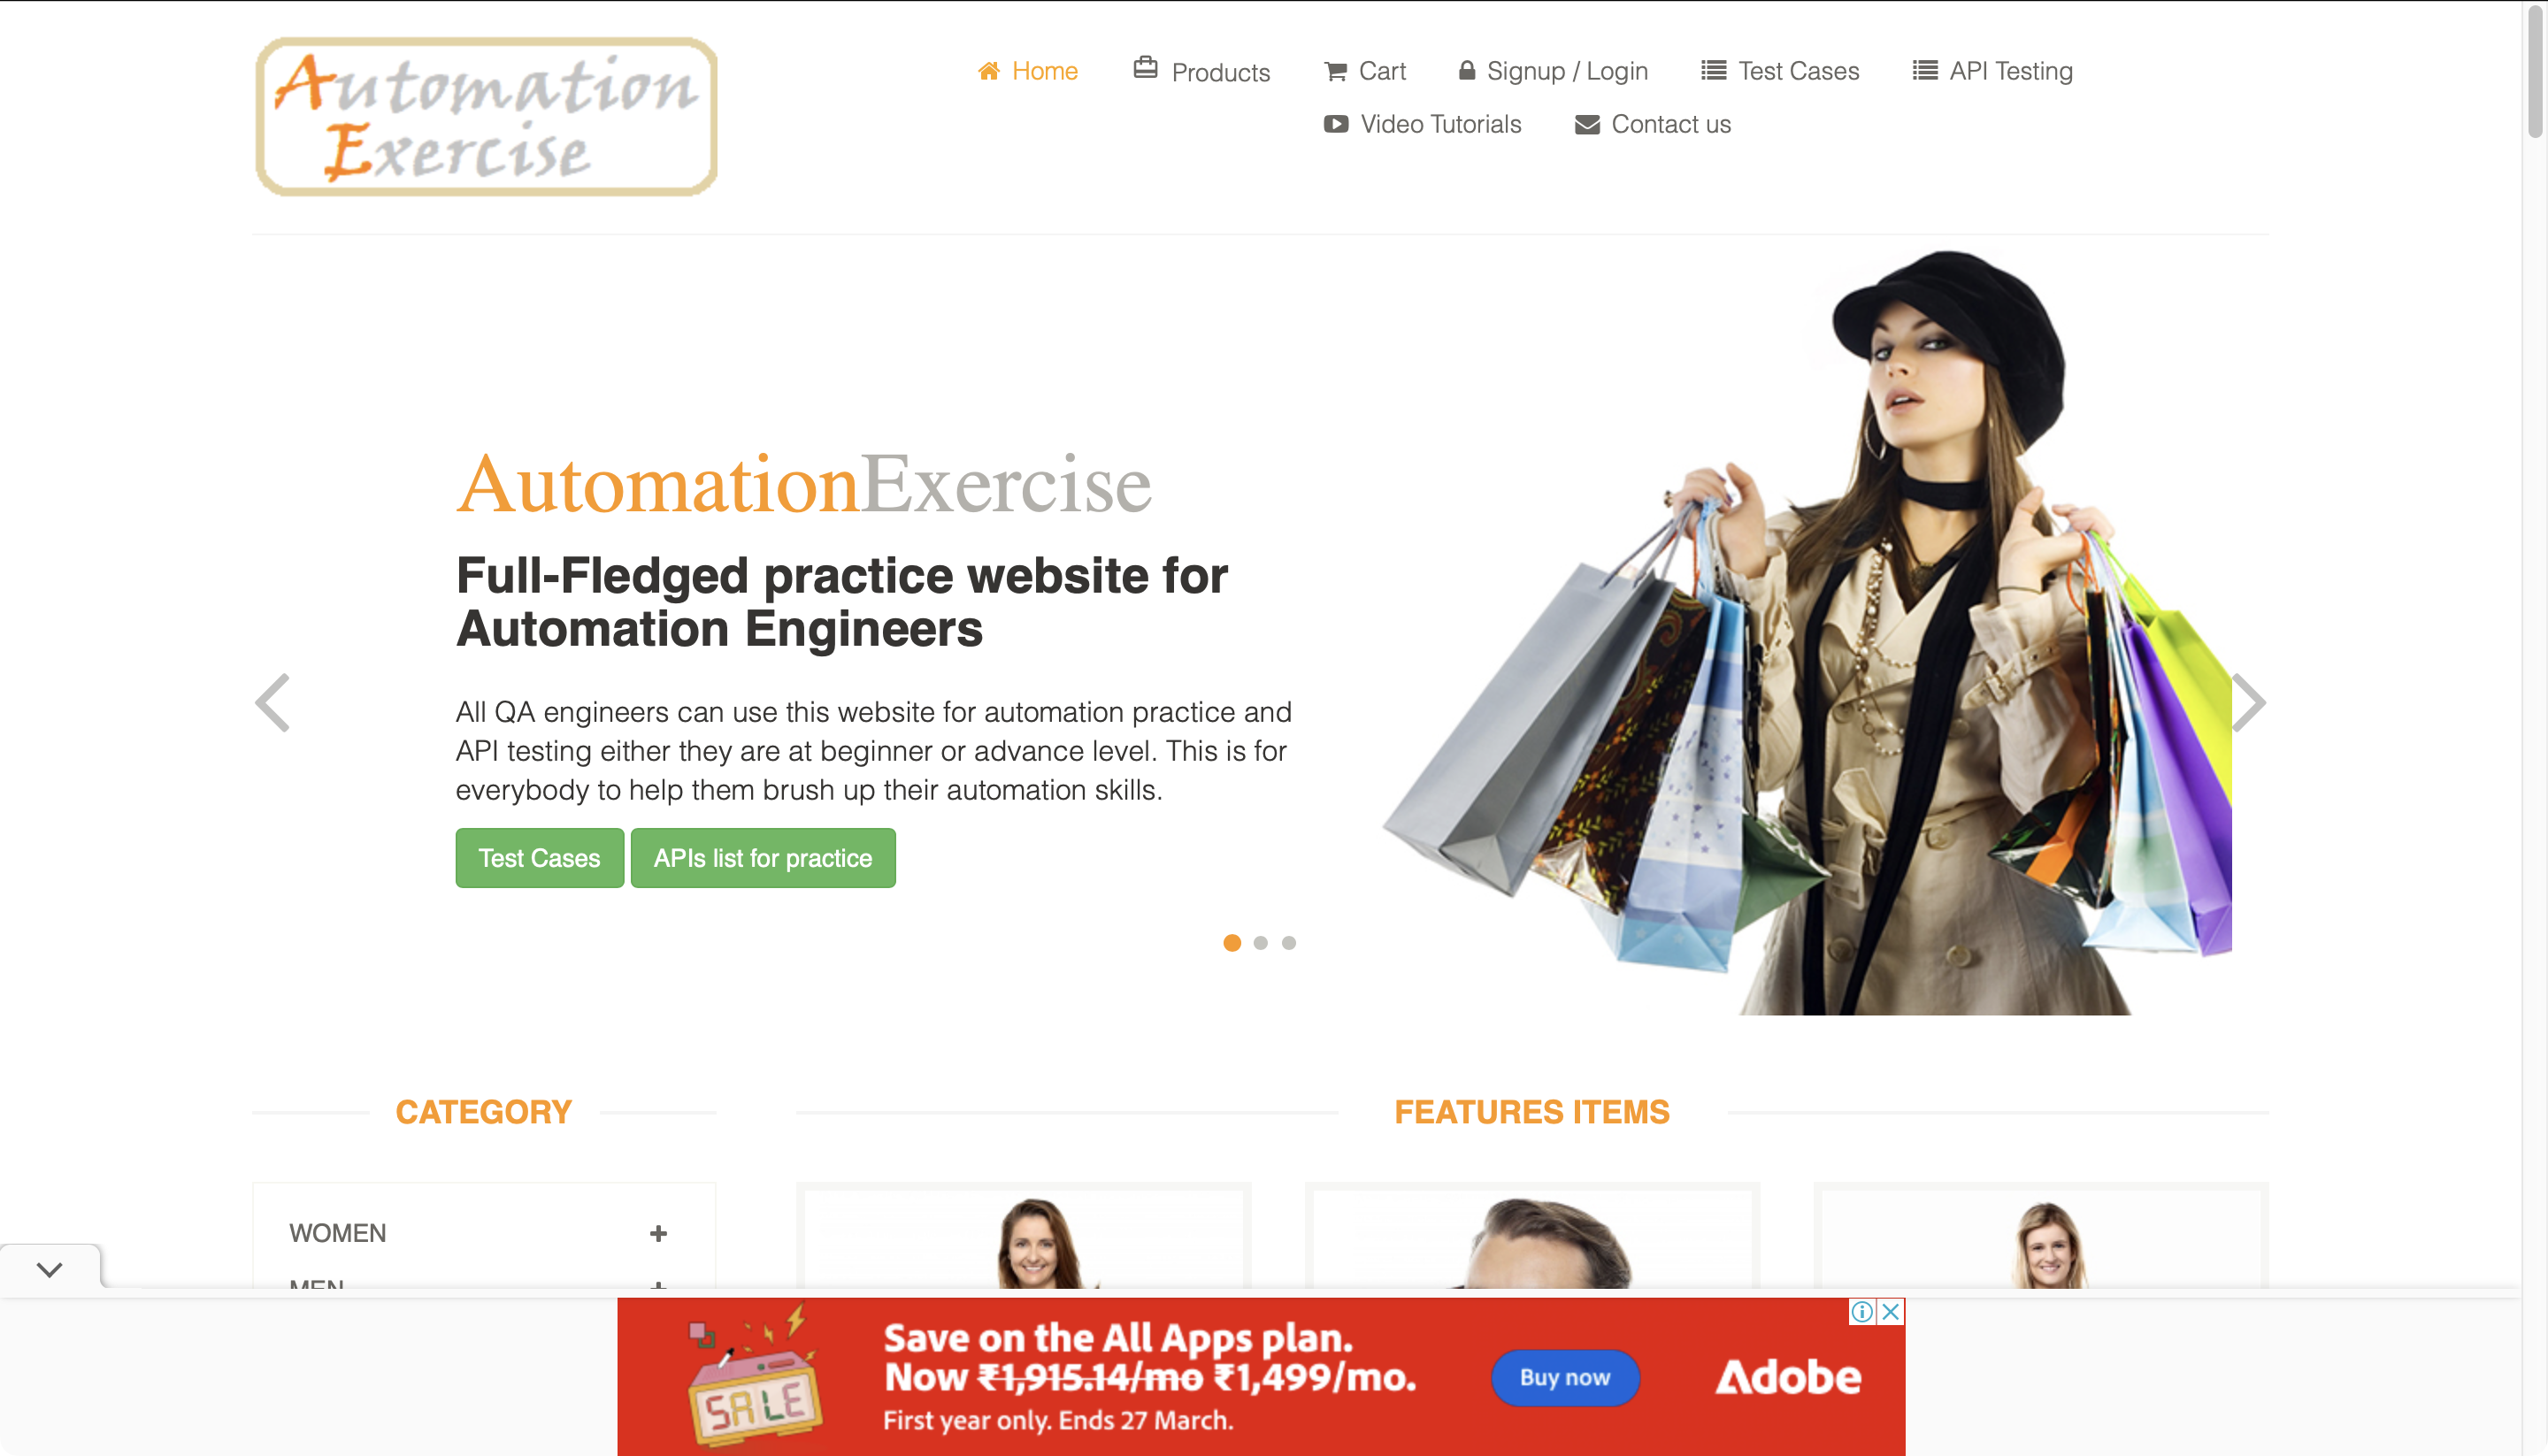 Automation
Exercise
Home
Products
Cart
Signup / Login
Test Cases
API Testing
Video Tutorials
Contact us
AutomationExercise
Full-Fledged practice website for
Automation Engineers
All QA engineers can use this website for automation practice and
API testing either they are at beginner or advance level. This is for
everybody to help them brush up their automation skills.
Test Cases
APIs list for practice
CATEGORY
FEATURES ITEMS
WOMEN
MEN
SALE
Save on the All Apps plan.
Now ₹1,915.14/mo ₹1,499/mo.
First year only. Ends 27 March.
Buy now
Adobe